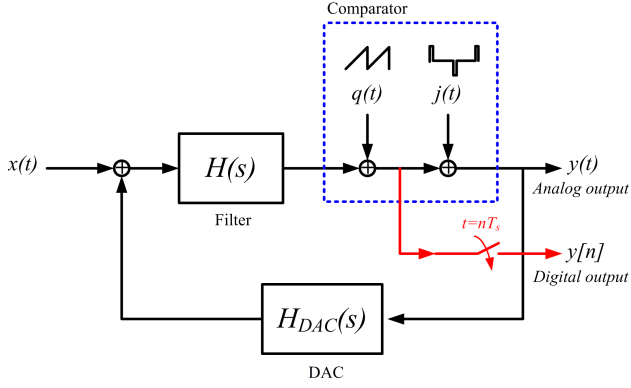 Comparator
q(t)
j(t)
x(t)
H(s)
y(t)
Analog output
Filter
t=nTs
y[n]
Digital output
HDAC(s)
DAC